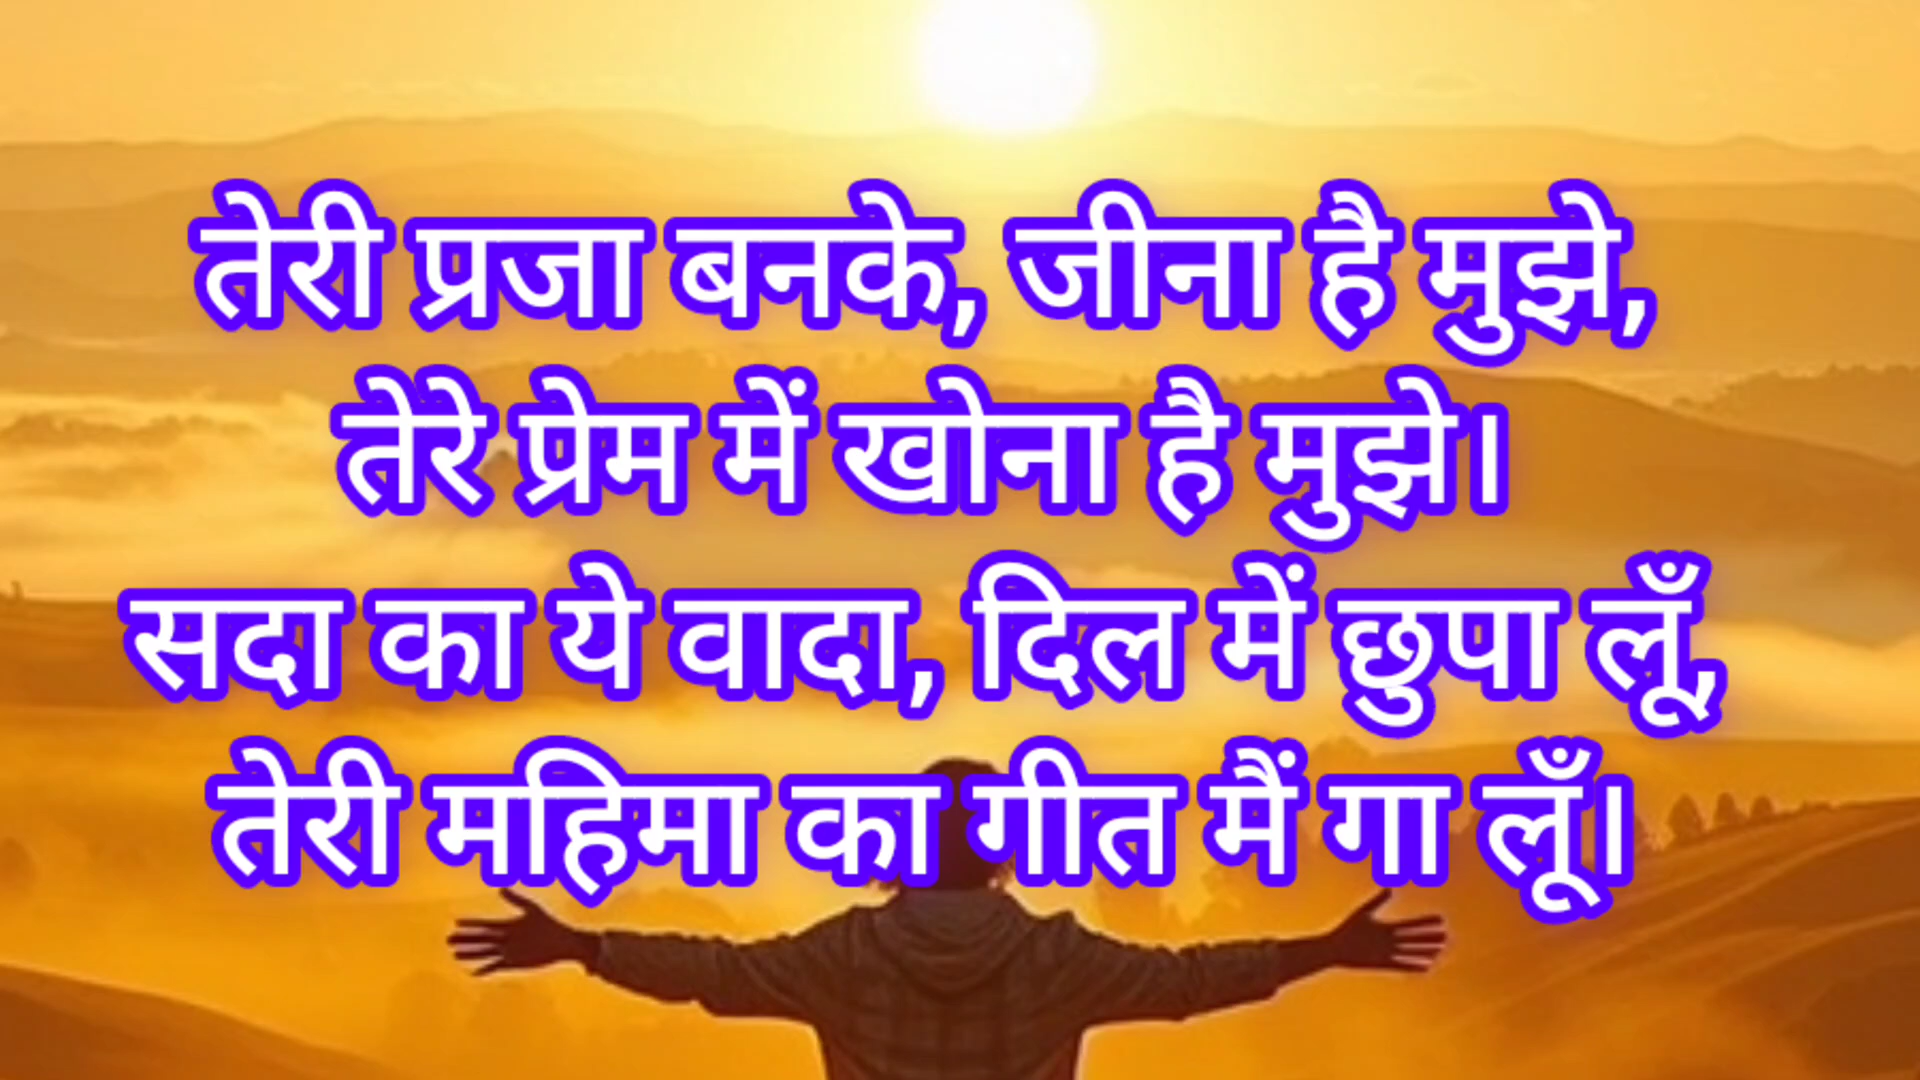 तेरी प्रजा बनके, जीना है मुझे,
तेरे प्रेम में खोना है मुझे।
सदा का ये वादा, दिल में छुपा लूँ,
तेरी महिमा का गीत मैं गा लूँ।